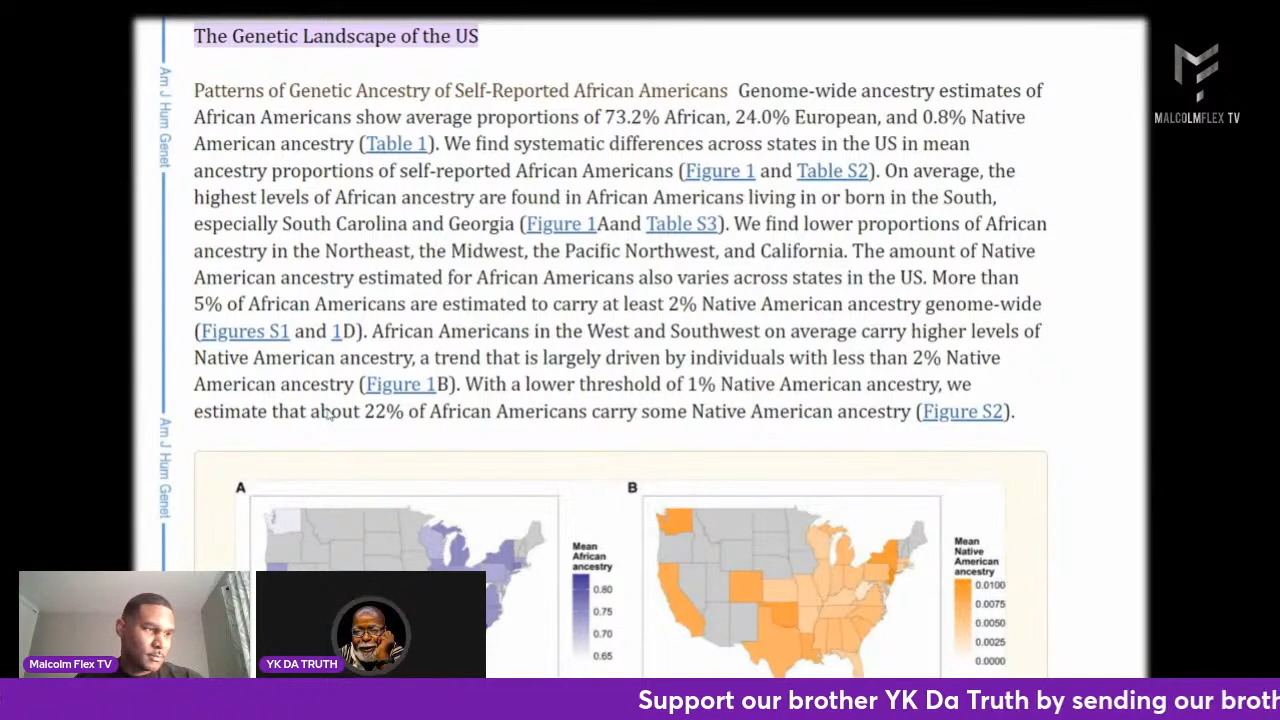 The Genetic Landscape of the US
MALCOLMFLEX TV
Am J Hum Genet
Patterns of Genetic Ancestry of Self-Reported African Americans Genome-wide ancestry estimates of
African Americans show average proportions of 73.2% African, 24.0% European, and 0.8% Native
American ancestry (Table 1). We find systematic differences across states in the US in mean
ancestry proportions of self-reported African Americans (Figure 1 and Table S2). On average, the
highest levels of African ancestry are found in African Americans living in or born in the South,
especially South Carolina and Georgia (Figure 1Aand Table S3). We find lower proportions of African
ancestry in the Northeast, the Midwest, the Pacific Northwest, and California. The amount of Native
American ancestry estimated for African Americans also varies across states in the US. More than
5% of African Americans are estimated to carry at least 2% Native American ancestry genome-wide
(Figures S1 and 1D). African Americans in the West and Southwest on average carry higher levels of
Native American ancestry, a trend that is largely driven by individuals with less than 2% Native
American ancestry (Figure 1B). With a lower threshold of 1% Native American ancestry, we
estimate that about 22% of African Americans carry some Native American ancestry (Figure S2).
Am J Hum Genet
A
Mean
African
ancestry
0.80
0.75
0.70
0.65
B
Mean
Native
American
ancestry
0.0100
0.0075
0.0050
0.0025
0.0000
Malcolm Flex TV
YK DA TRUTH
Support our brother YK Da Truth by sending our broth